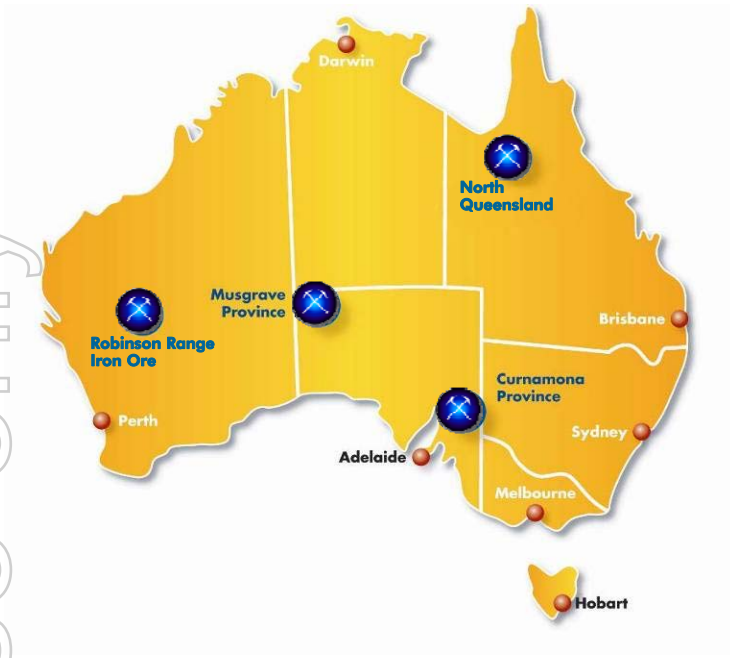 Darwin
North
Queensland
Musgrave
Province
Robinson Range
Iron Ore
Brisbane
Curnamona
Province
Perth
Sydney
Adelaide
Melbourne
Hobart